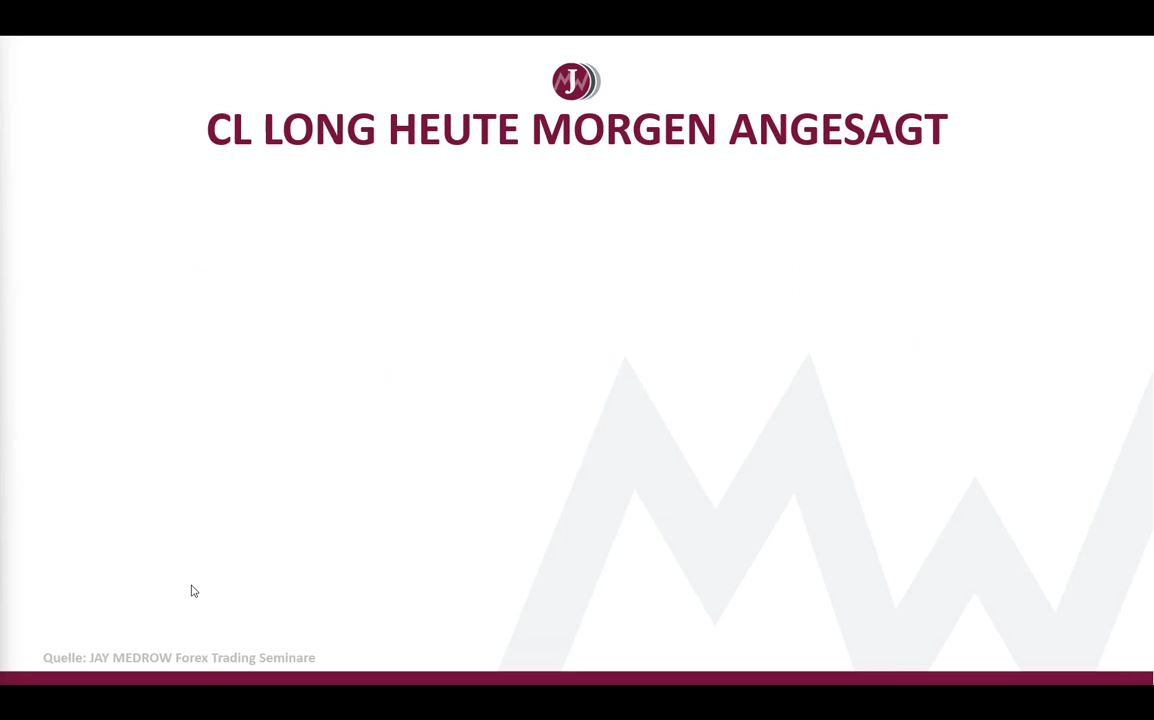 J
CL LONG HEUTE MORGEN ANGESAGT
Quelle: JAY MEDROW Forex Trading Seminare